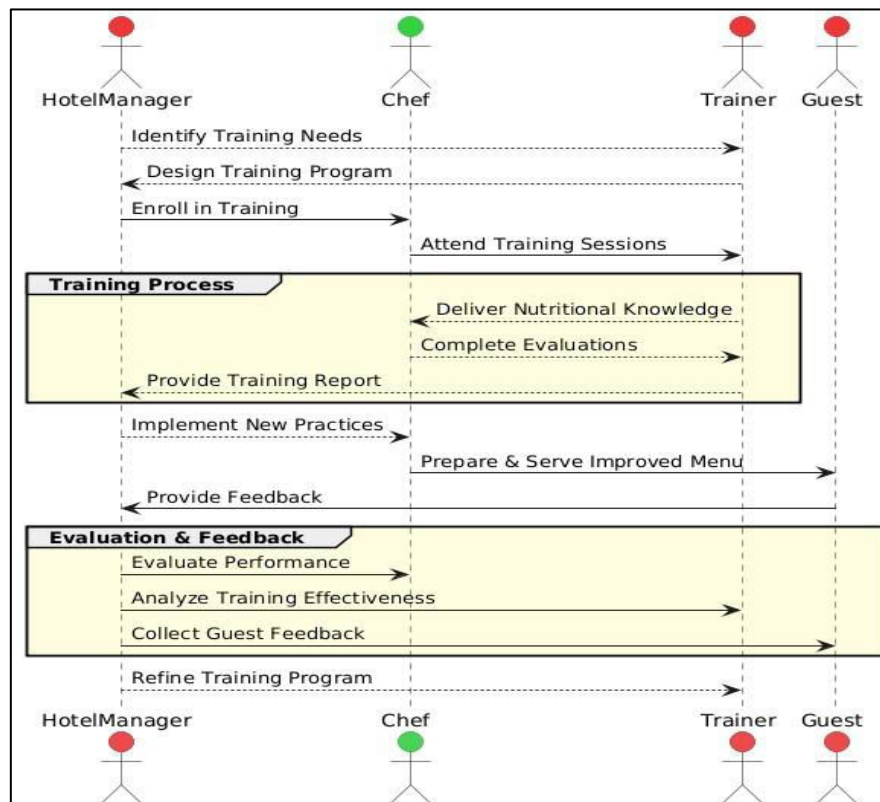 HotelManager Chef Trainer Guest
Identify Training Needs
Design Training Program
Enroll in Training
Attend Training Sessions
Training Process
Deliver Nutritional Knowledge
Complete Evaluations
Provide Training Report
Implement New Practices
Prepare & Serve Improved Menu
Provide Feedback
Evaluation & Feedback
Evaluate Performance
Analyze Training Effectiveness
Collect Guest Feedback
Refine Training Program
HotelManager Chef Trainer Guest